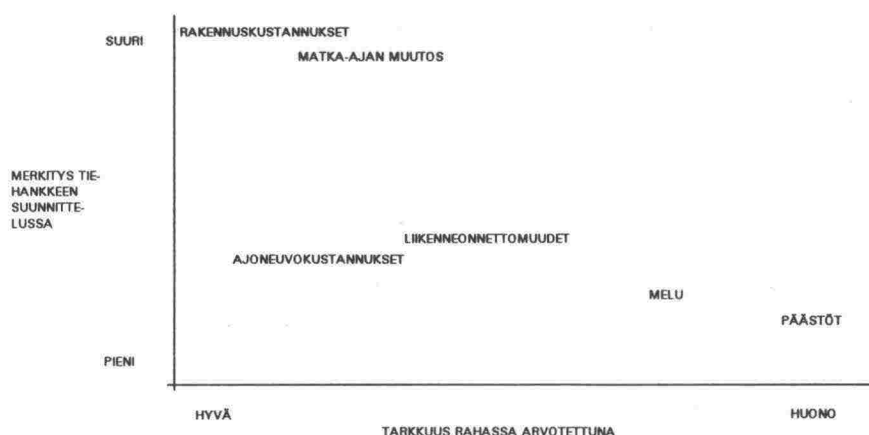 RAKENNUSKUSTANNUKSET
SUURI
MATKA-AJAN MUUTOS
MERKITYS TIE-
HANKKEEN
SUUNNITTE-
LUSSA
LIIKENNEONNETTOMUUDET
AJONEUVOKUSTANNUKSET
MELU
PÄÄSTÖT
PIENI
HYVÄ
HUONO
TARKKUUS RAHASSA ARVOTETTUNA